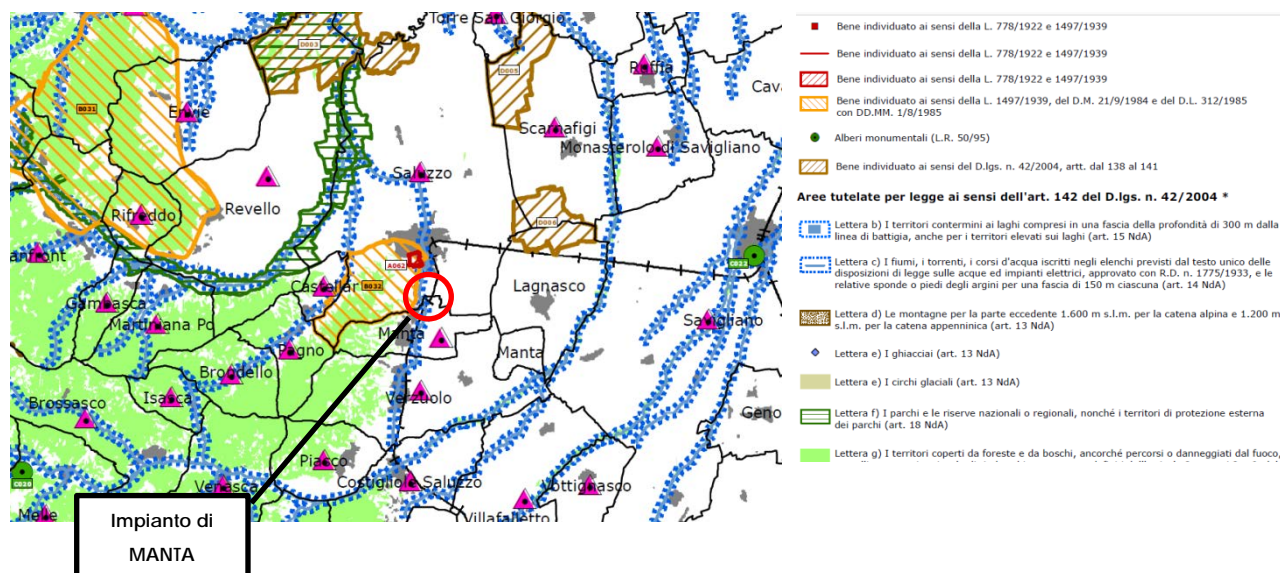 Torre San Giorgio
D003
D005
Ruffia
Cava
B031
Envie
Scarnafigi
Monasterolo di Savigliano
Saluzzo
Revello
Rifreddo
D006
anfront
A062
C023
Castellar
B032
Lagnasco
Gambasca
Martiniana Po
Manta
Savigliano
Pagno
Manta
Brondello
Isasca
Verzuolo
Brossasco
Geno
Piasco
C020
Venasca
Costigliole Saluzzo
Vottignasco
Melle
Villafalletto
Impianto di
MANTA
Bene individuato ai sensi della L. 778/1922 e 1497/1939
Bene individuato ai sensi della L. 778/1922 e 1497/1939
Bene individuato ai sensi della L. 778/1922 e 1497/1939
Bene individuato ai sensi della L. 1497/1939, del D.M. 21/9/1984 e del D.L. 312/1985
con DD.MM. 1/8/1985
Alberi monumentali (L.R. 50/95)
Bene individuato ai sensi del D.lgs. n. 42/2004, artt. dal 138 al 141
Aree tutelate per legge ai sensi dell'art. 142 del D.lgs. n. 42/2004 *
Lettera b) I territori contermini ai laghi compresi in una fascia della profondità di 300 m dalla
linea di battigia, anche per i territori elevati sui laghi (art. 15 NdA)
Lettera c) I fiumi, i torrenti, i corsi d'acqua iscritti negli elenchi previsti dal testo unico delle
disposizioni di legge sulle acque ed impianti elettrici, approvato con R.D. n. 1775/1933, e le
relative sponde o piedi degli argini per una fascia di 150 m ciascuna (art. 14 NdA)
Lettera d) Le montagne per la parte eccedente 1.600 m s.l.m. per la catena alpina e 1.200 m
s.l.m. per la catena appenninica (art. 13 NdA)
Lettera e) I ghiacciai (art. 13 NdA)
Lettera e) I circhi glaciali (art. 13 NdA)
Lettera f) I parchi e le riserve nazionali o regionali, nonché i territori di protezione esterna
dei parchi (art. 18 NdA)
Lettera g) I territori coperti da foreste e da boschi, ancorché percorsi o danneggiati dal fuoco,